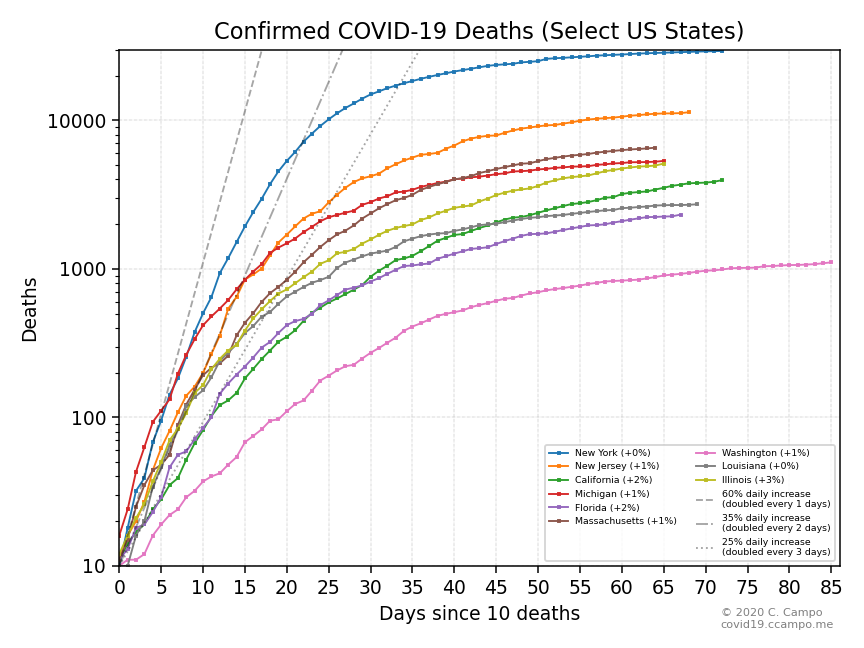 Confirmed COVID-19 Deaths (Select US States)
Deaths
10000
1000
100
10
0 5 10 15 20 25 30 35 40 45 50 55 60 65 70 75 80 85
Days since 10 deaths
New York (+0%)
New Jersey (+1%)
California (+2%)
Michigan (+1%)
Florida (+2%)
Massachusetts (+1%)
Washington (+1%)
Louisiana (+0%)
Illinois (+3%)
60% daily increase
(doubled every 1 days)
35% daily increase
(doubled every 2 days)
25% daily increase
(doubled every 3 days)
© 2020 C. Campo
covid19.ccampo.me